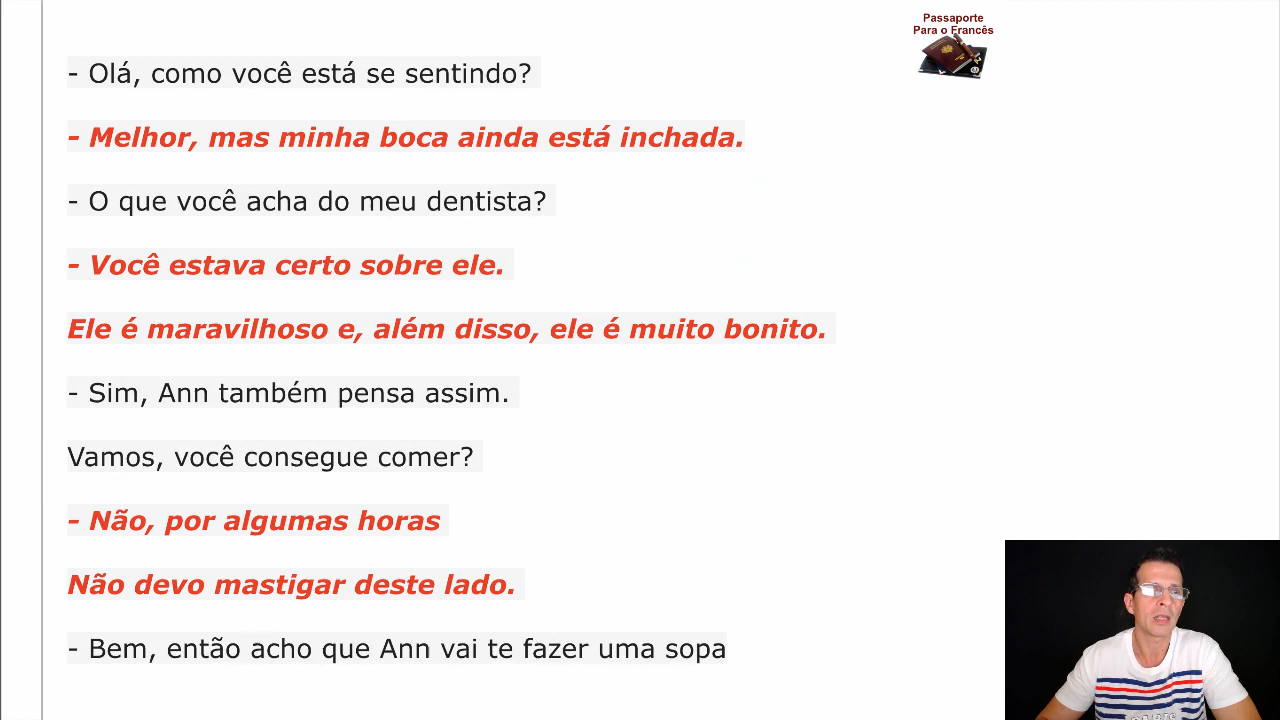 Passaporte
Para o Francês
- Olá, como você está se sentindo?
- Melhor, mas minha boca ainda está inchada.
- O que você acha do meu dentista?
- Você estava certo sobre ele.
Ele é maravilhoso e, além disso, ele é muito bonito.
- Sim, Ann também pensa assim.
Vamos, você consegue comer?
- Não, por algumas horas
Não devo mastigar deste lado.
- Bem, então acho que Ann vai te fazer uma sopa